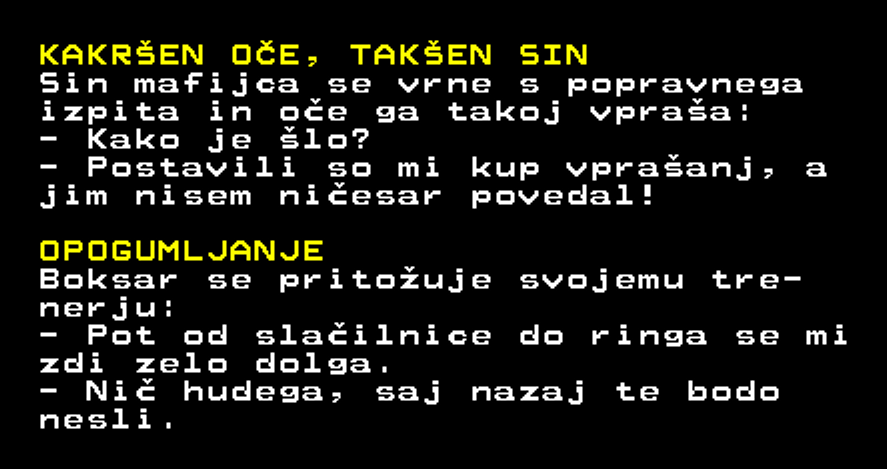 KAKRŠEN OČE, TAKŠEN SIN
Sin mafijca se vrne s popravnega
izpita in oče ga takoj vpraša:
- Kako je šlo?
- Postavili so mi kup vprašanj, a
jim nisem ničesar povedal!
OPOGUMLJANJE
Boksar se pritožuje svojemu tre-
nerju:
- Pot od slačilnice do ringa se mi
zdi zelo dolga.
- Nič hudega, saj nazaj te bodo
nesli.